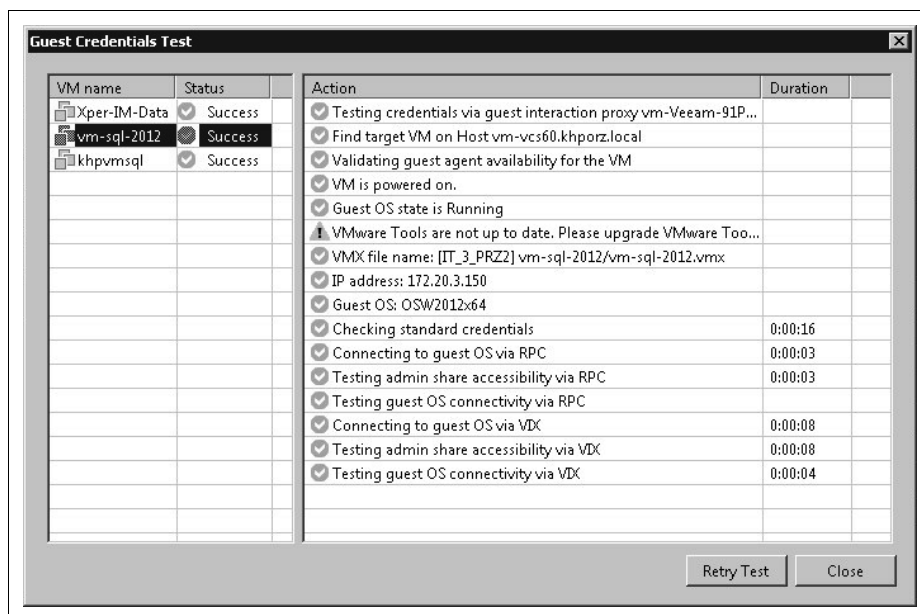 Guest Credentials Test
VM name Status
Xper-IM-Data Success
vm-sql-2012 Success
khpvmsql Success
Action Duration
Testing credentials via guest interaction proxy vm-Veeam-91P...
Find target VM on Host vm-vcs60.khporz.local
Validating guest agent availability for the VM
VM is powered on.
Guest OS state is Running
VMware Tools are not up to date. Please upgrade VMware Too...
VMX file name: [IT_3_PRZ2] vm-sql-2012/vm-sql-2012.vmx
IP address: 172.20.3.150
Guest OS: OSW2012x64
Checking standard credentials 0:00:16
Connecting to guest OS via RPC 0:00:03
Testing admin share accessibility via RPC 0:00:03
Testing guest OS connectivity via RPC
Connecting to guest OS via VIX 0:00:08
Testing admin share accessibility via VIX 0:00:08
Testing guest OS connectivity via VIX 0:00:04
Retry Test Close